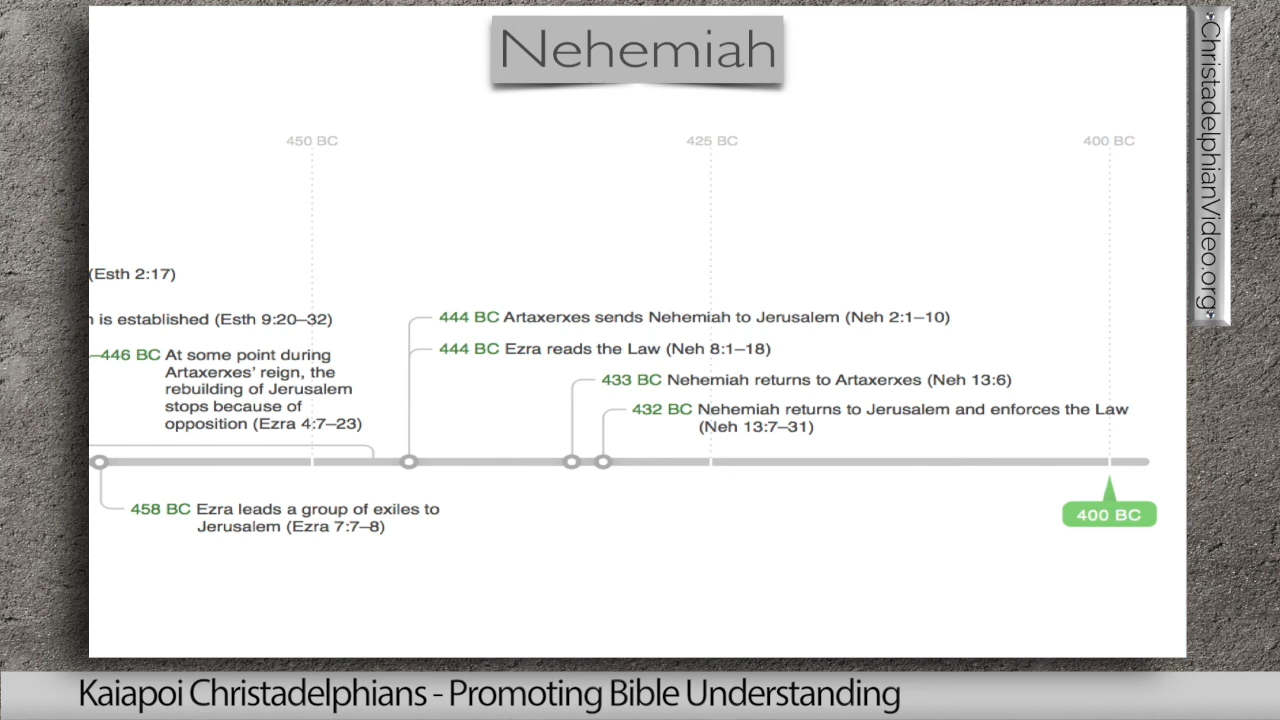 Nehemiah
ChristadelphianVideo.org
450 BC
425 BC
400 BC
(Esth 2:17)
is established (Esth 9:20–32)
446 BC At some point during
Artaxerxes’ reign, the
rebuilding of Jerusalem
stops because of
opposition (Ezra 4:7–23)
444 BC Artaxerxes sends Nehemiah to Jerusalem (Neh 2:1–10)
444 BC Ezra reads the Law (Neh 8:1–18)
433 BC Nehemiah returns to Artaxerxes (Neh 13:6)
432 BC Nehemiah returns to Jerusalem and enforces the Law
(Neh 13:7–31)
458 BC Ezra leads a group of exiles to
Jerusalem (Ezra 7:7–8)
400 BC
Kaiapoi Christadelphians - Promoting Bible Understanding